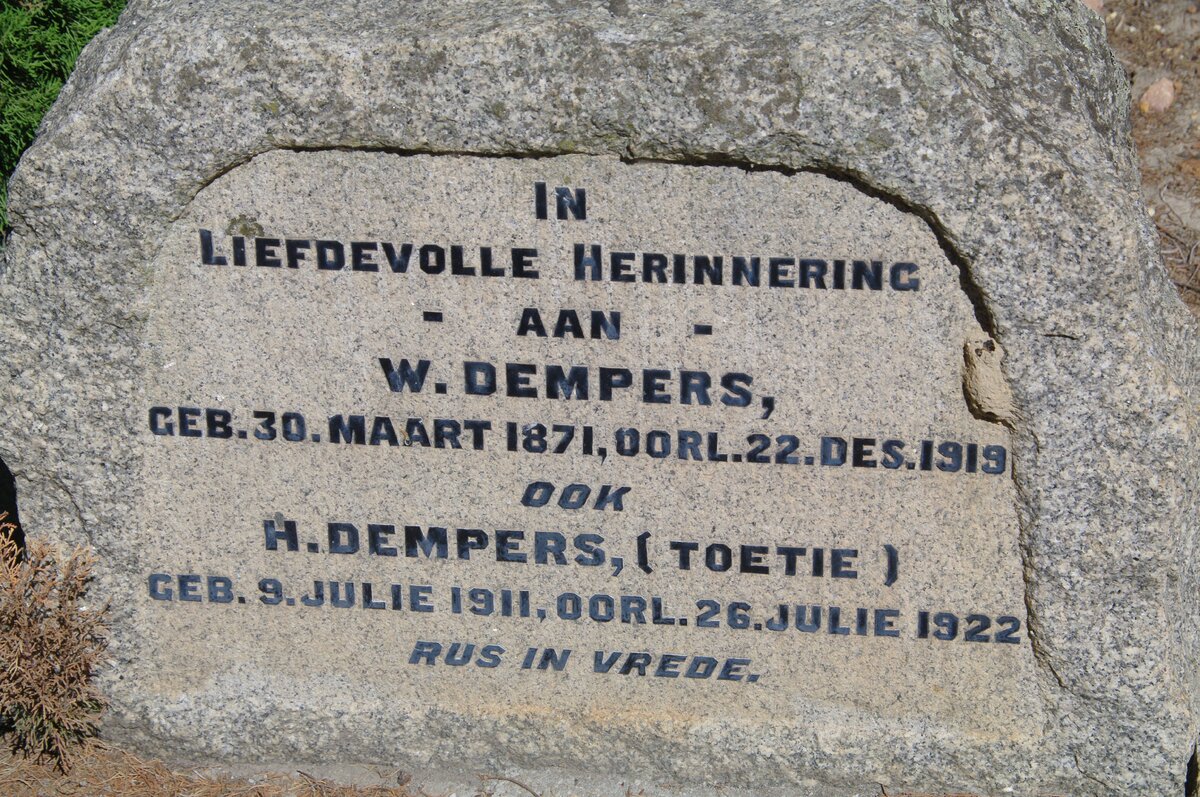 IN
LIEFDEVOLLE HERINNERING
- AAN -
W. DEMPERS,
GEB. 30. MAART 1871, OORL. 22. DES. 1919
OOK
H. DEMPERS, (TOETIE)
GEB. 9. JULIE 1911, OORL. 26. JULIE 1922
RUS IN VREDE.